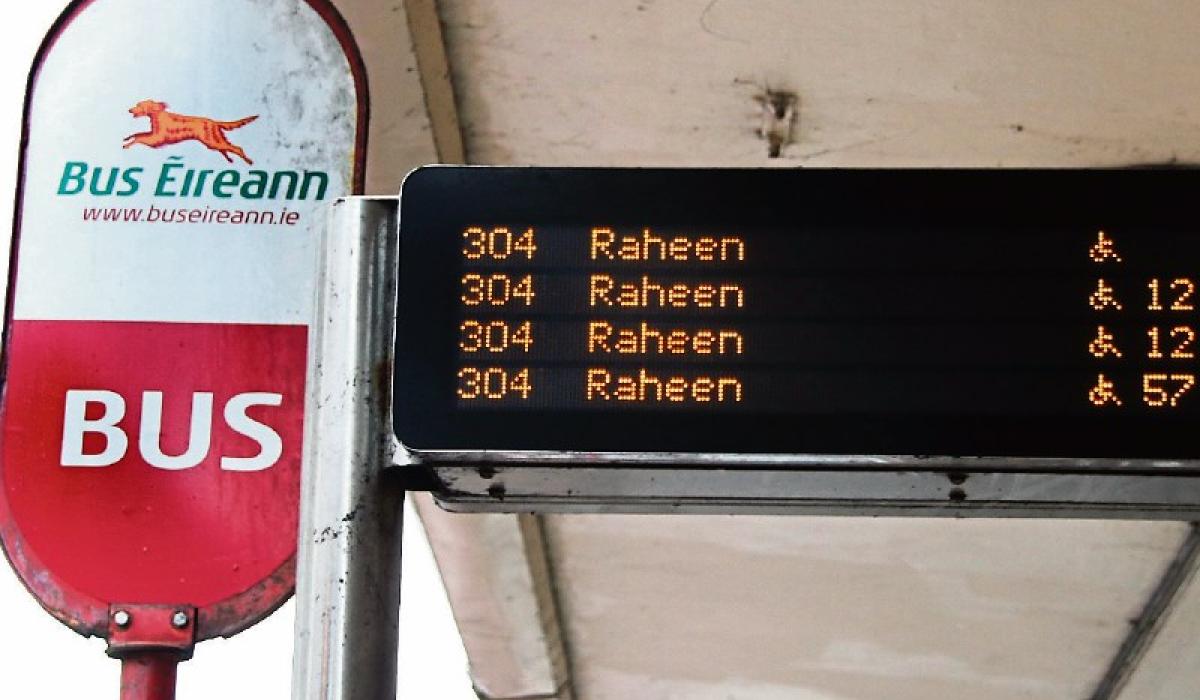 Bus Éireann
www.buseireann.ie
BUS
304 Raheen
304 Raheen 12
304 Raheen 12
304 Raheen 57